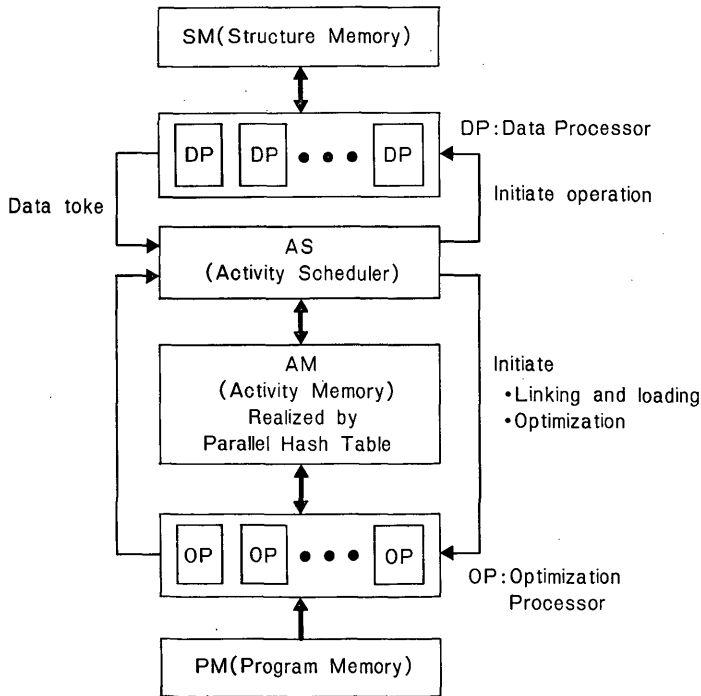 SM(Structure Memory)
DP:Data Processor
DP DP ••• DP
Data toke
Initiate operation
AS
(Activity Scheduler)
AM
(Activity Memory)
Realized by
Parallel Hash Table
Initiate
•Linking and loading
•Optimization
OP OP ••• OP
OP:Optimization
Processor
PM(Program Memory)